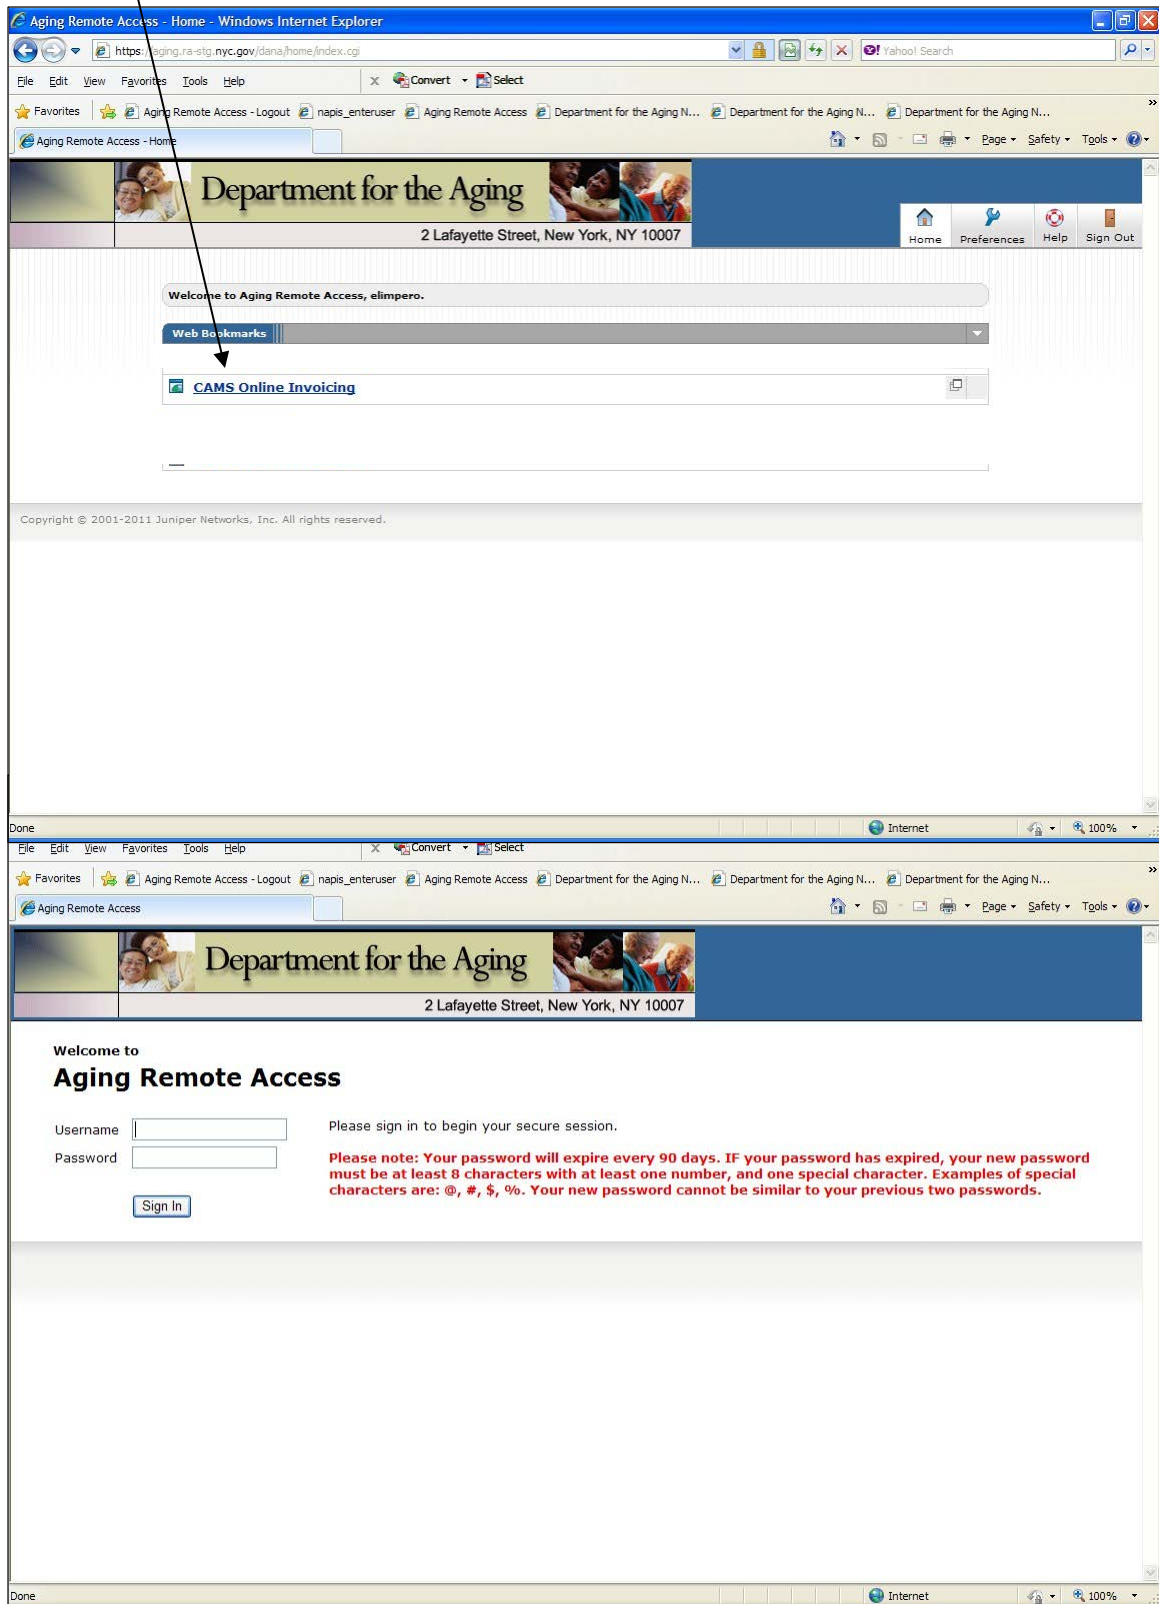 Aging Remote Access - Home - Windows Internet Explorer
https://aging.ra-stg.nyc.gov/dana/home/index.cgi
Yahoo! Search
File Edit View Favorites Tools Help x Convert Select
Favorites Aging Remote Access - Logout napis_enteruser Aging Remote Access Department for the Aging N... Department for the Aging N... Department for the Aging N... »
Aging Remote Access - Home Page Safety Tools
Department for the Aging
2 Lafayette Street, New York, NY 10007
Home Preferences Help Sign Out
Welcome to Aging Remote Access, elimpero.
Web Bookmarks
CAMS Online Invoicing
Copyright © 2001-2011 Juniper Networks, Inc. All rights reserved.
Done Internet 100%
File Edit View Favorites Tools Help x Convert Select
Favorites Aging Remote Access - Logout napis_enteruser Aging Remote Access Department for the Aging N... Department for the Aging N... Department for the Aging N... »
Aging Remote Access Page Safety Tools
Department for the Aging
2 Lafayette Street, New York, NY 10007
Welcome to
Aging Remote Access
Username
Password
Sign In
Please sign in to begin your secure session.
Please note: Your password will expire every 90 days. IF your password has expired, your new password
must be at least 8 characters with at least one number, and one special character. Examples of special
characters are: @, #, $, %. Your new password cannot be similar to your previous two passwords.
Done Internet 100%